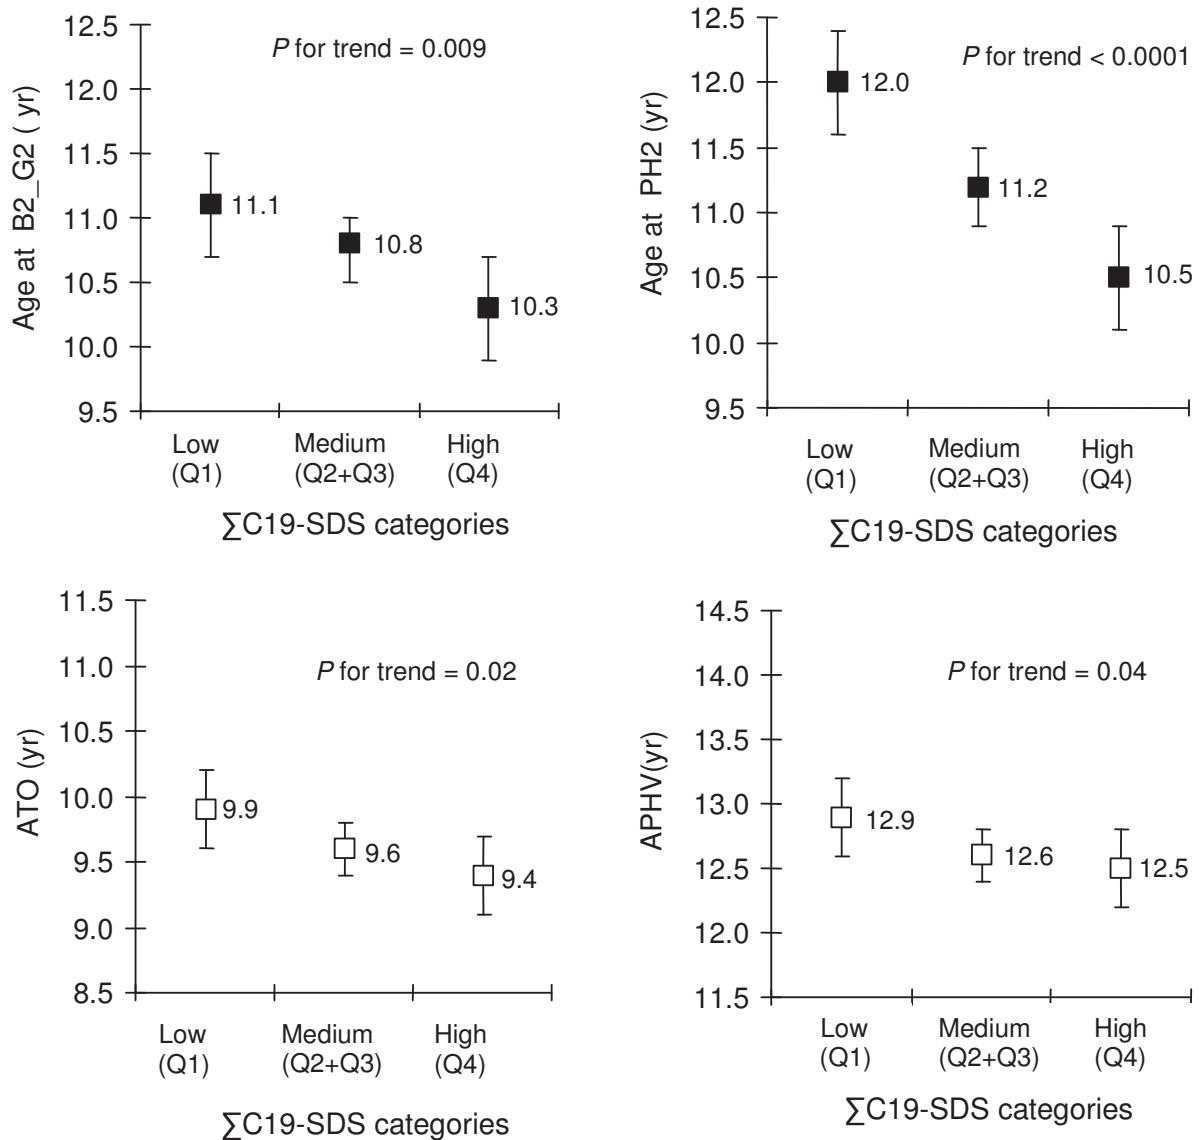 12.5
12.0
11.5
11.0
10.5
10.0
9.5
Age at B2_G2 ( yr)
P for trend = 0.009
11.1
10.8
10.3
Low
(Q1)
Medium
(Q2+Q3)
High
(Q4)
∑C19-SDS categories
12.5
12.0
11.5
11.0
10.5
10.0
9.5
Age at PH2 (yr)
P for trend < 0.0001
12.0
11.2
10.5
Low
(Q1)
Medium
(Q2+Q3)
High
(Q4)
∑C19-SDS categories
11.5
11.0
10.5
10.0
9.5
9.0
8.5
ATO (yr)
P for trend = 0.02
9.9
9.6
9.4
Low
(Q1)
Medium
(Q2+Q3)
High
(Q4)
∑C19-SDS categories
14.5
14.0
13.5
13.0
12.5
12.0
11.5
APHV(yr)
P for trend = 0.04
12.9
12.6
12.5
Low
(Q1)
Medium
(Q2+Q3)
High
(Q4)
∑C19-SDS categories